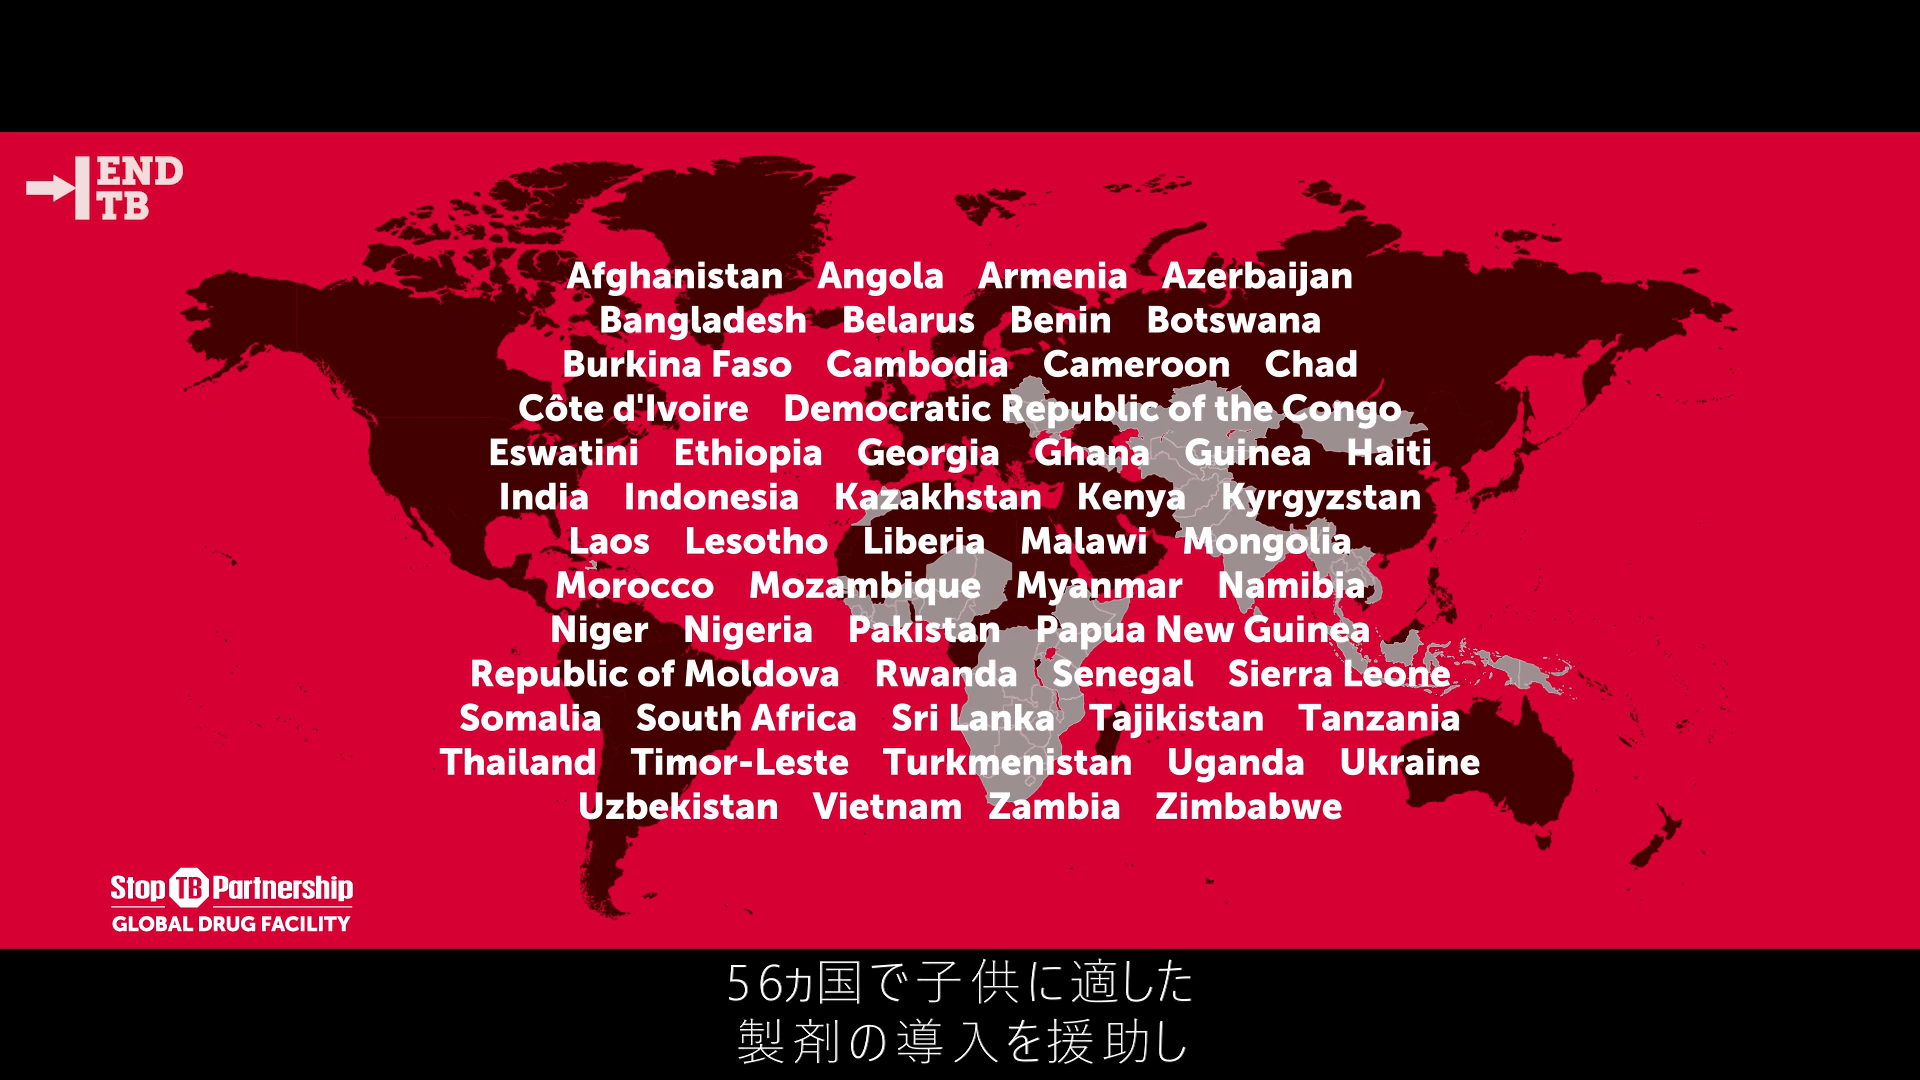 END
TB
Afghanistan Angola Armenia Azerbaijan
Bangladesh Belarus Benin Botswana
Burkina Faso Cambodia Cameroon Chad
Côte d'Ivoire Democratic Republic of the Congo
Eswatini Ethiopia Georgia Ghana Guinea Haiti
India Indonesia Kazakhstan Kenya Kyrgyzstan
Laos Lesotho Liberia Malawi Mongolia
Morocco Mozambique Myanmar Namibia
Niger Nigeria Pakistan Papua New Guinea
Republic of Moldova Rwanda Senegal Sierra Leone
Somalia South Africa Sri Lanka Tajikistan Tanzania
Thailand Timor-Leste Turkmenistan Uganda Ukraine
Uzbekistan Vietnam Zambia Zimbabwe
Stop TB Partnership
GLOBAL DRUG FACILITY
56ヵ国で子供に適した
製剤の導入を援助し